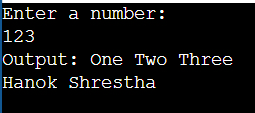 Enter a number:
123
Output: One Two Three
Hanok Shrestha